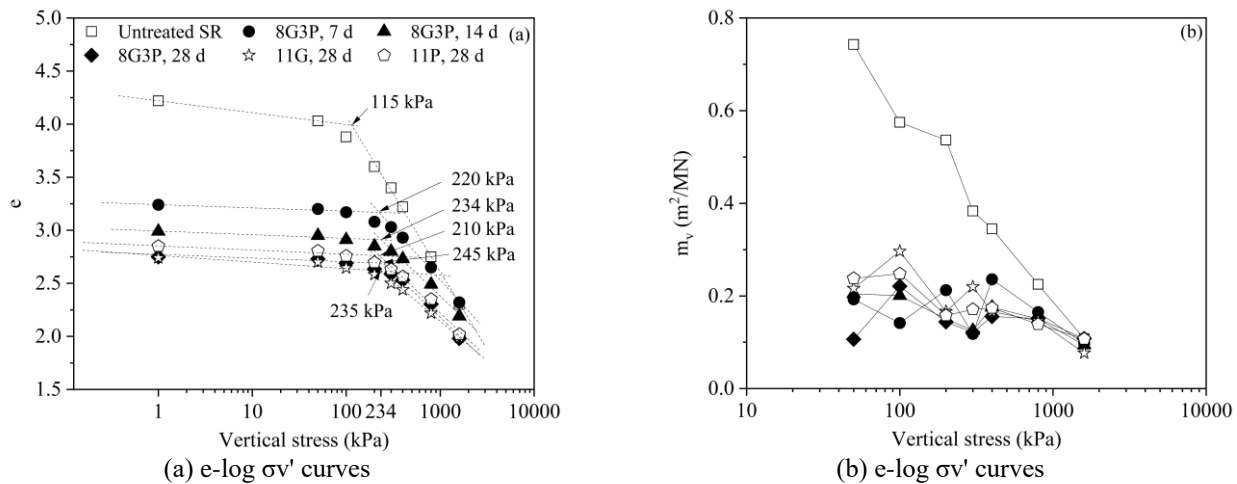 5.0
4.5
4.0
3.5
3.0
2.5
2.0
1.5
e
Untreated SR
8G3P, 7 d
8G3P, 14 d
(a)
8G3P, 28 d
11G, 28 d
11P, 28 d
115 kPa
220 kPa
234 kPa
210 kPa
245 kPa
235 kPa
1
10
100
234
1000
10000
Vertical stress (kPa)
(a) e-log σv' curves
0.8
0.6
0.4
0.2
0.0
mv (m²/MN)
(b)
10
100
1000
10000
Vertical stress (kPa)
(b) e-log σv' curves